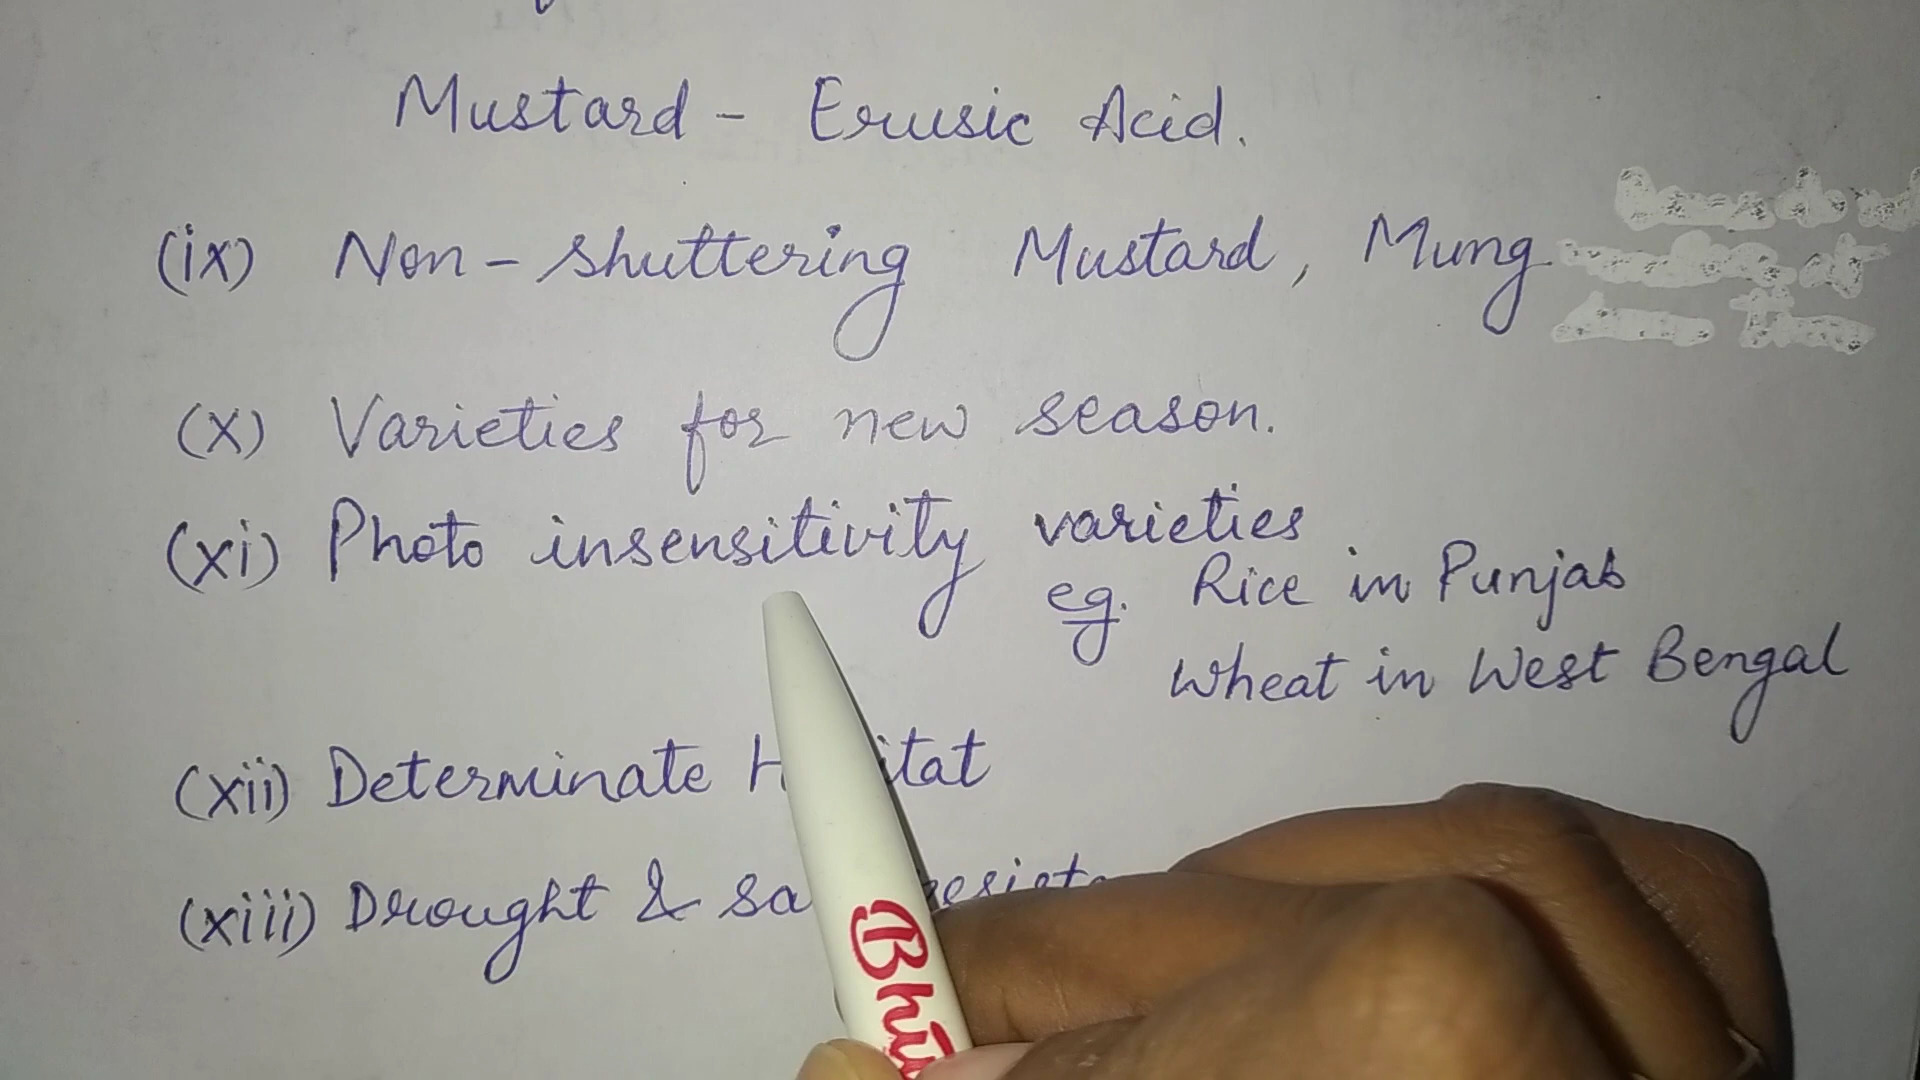 Mustard - Erusic Acid.
(ix) Non-shuttering Mustard, Mung
(x) Varieties for new season.
(xi) Photo insensitivity varieties
eg. Rice in Punjab
Wheat in West Bengal
(xii) Determinate
(xiii) Drought &